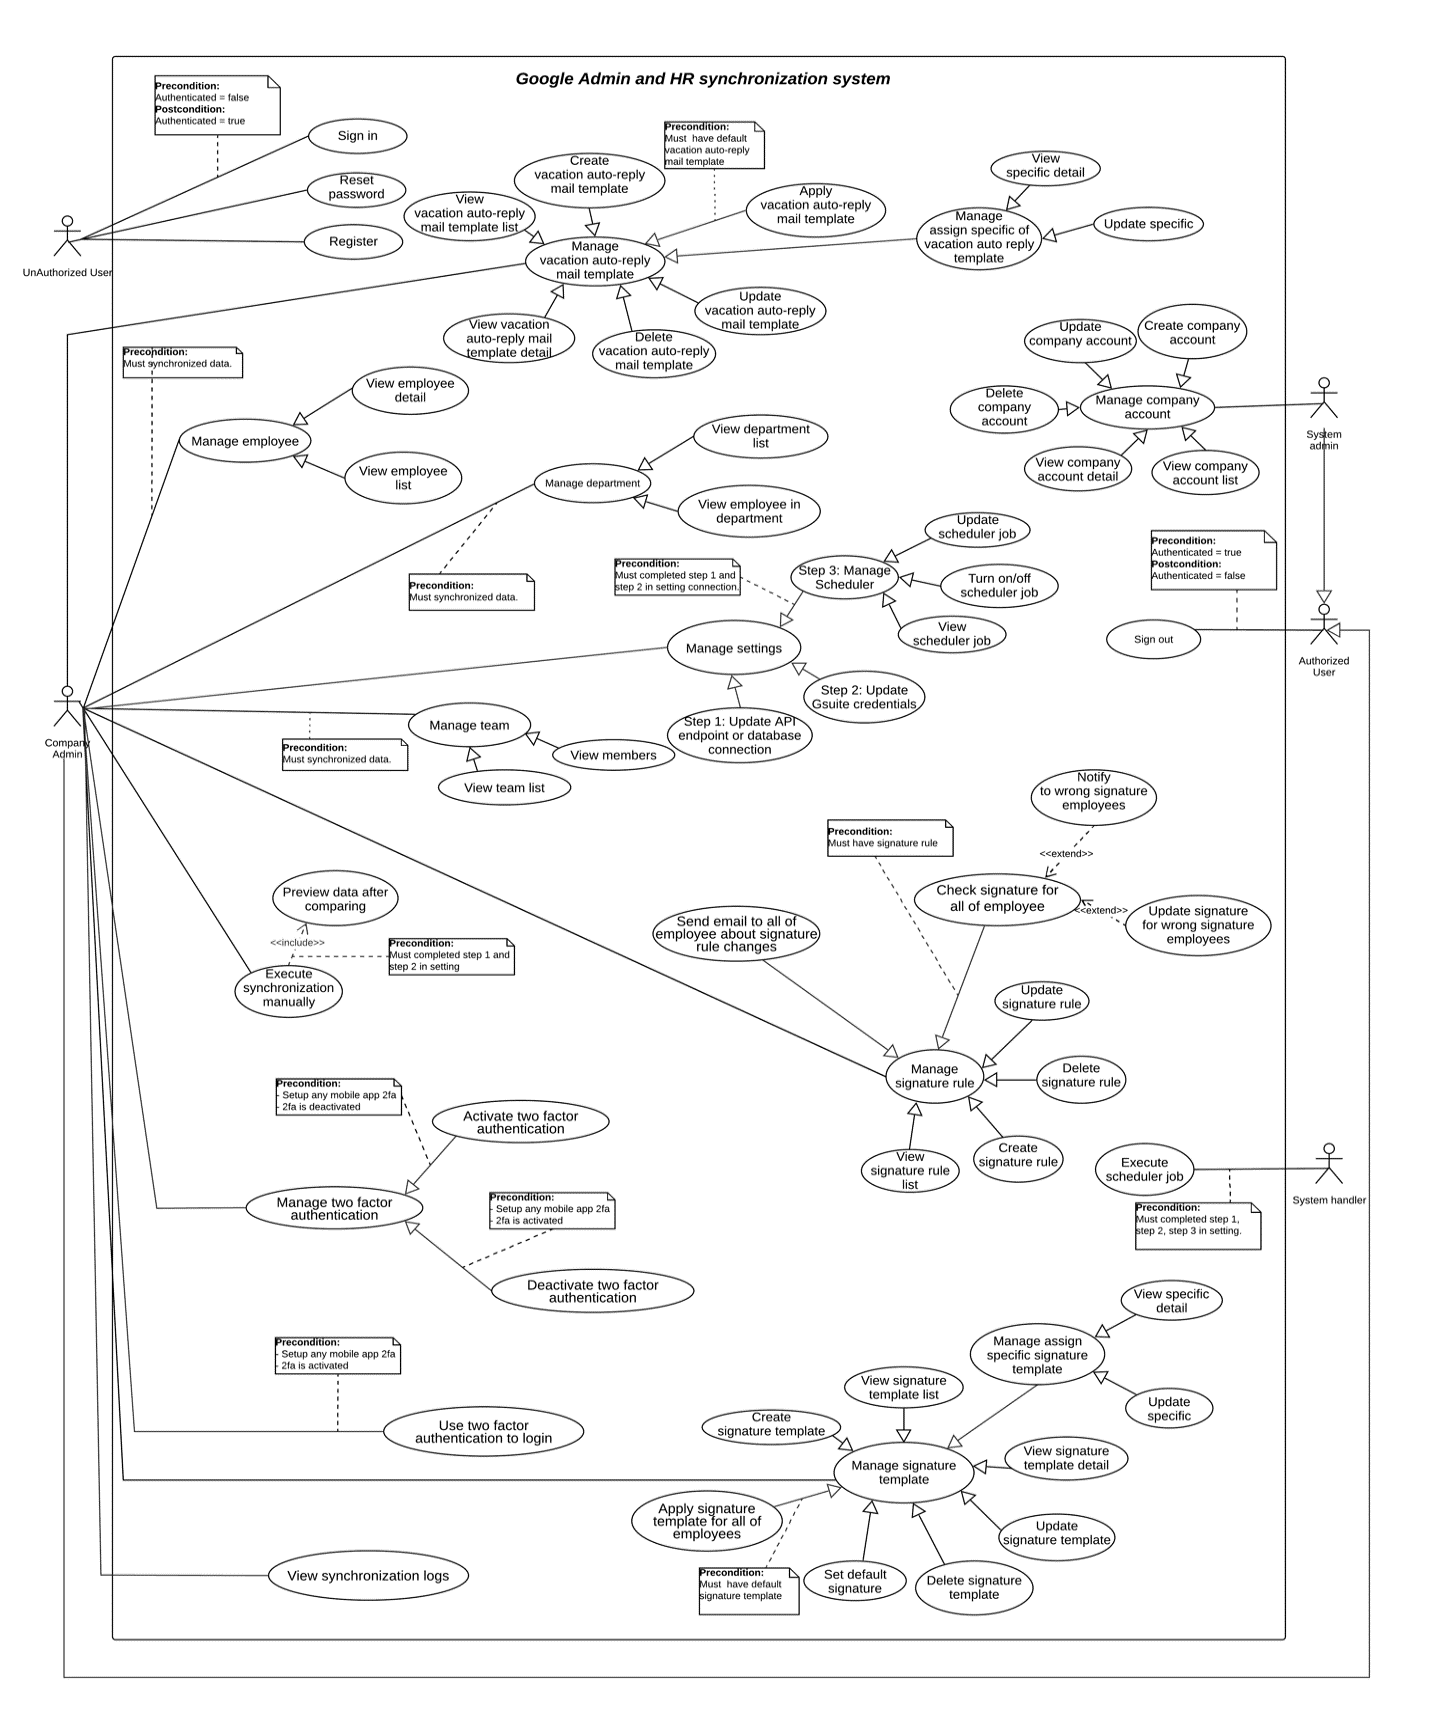 Google Admin and HR synchronization system
Precondition:
Authenticated = false
Postcondition:
Authenticated = true
Sign in
Reset
password
Register
UnAuthorized User
Create
vacation auto-reply
mail template
View
vacation auto-reply
mail template list
Precondition:
Must  have default
vacation auto-reply
mail template
Apply
vacation auto-reply
mail template
View
specific detail
Manage
assign specific of
vacation auto reply
template
Update specific
Manage
vacation auto-reply
mail template
View vacation
auto-reply mail
template detail
Delete
vacation auto-reply
mail template
Update
vacation auto-reply
mail template
Update
company account
Create company
account
Delete
company
account
Manage company
account
View company
account detail
View company
account list
System
admin
Precondition:
Must synchronized data.
View employee
detail
Manage employee
View employee
list
View department
list
Manage department
View employee in
department
Precondition:
Must synchronized data.
Precondition:
Must completed step 1 and
step 2 in setting connection.
Step 3: Manage
Scheduler
Update
scheduler job
Turn on/off
scheduler job
View
scheduler job
Precondition:
Authenticated = true
Postcondition:
Authenticated = false
Sign out
Authorized
User
Manage settings
Step 2: Update
Gsuite credentials
Step 1: Update API
endpoint or database
connection
Company
Admin
Manage team
Precondition:
Must synchronized data.
View members
View team list
Notify
to wrong signature
employees
Precondition:
Must have signature rule
<<extend>>
Check signature for
all of employee
<<extend>>
Update signature
for wrong signature
employees
Preview data after
comparing
<<include>>
Precondition:
Must completed step 1 and
step 2 in setting
Execute
synchronization
manually
Send email to all of
employee about signature
rule changes
Update
signature rule
Manage
signature rule
Delete
signature rule
View
signature rule
list
Create
signature rule
Precondition:
- Setup any mobile app 2fa
- 2fa is deactivated
Activate two factor
authentication
Manage two factor
authentication
Precondition:
- Setup any mobile app 2fa
- 2fa is activated
Deactivate two factor
authentication
Execute
scheduler job
System handler
Precondition:
Must completed step 1,
step 2, step 3 in setting.
Precondition:
- Setup any mobile app 2fa
- 2fa is activated
Use two factor
authentication to login
View specific
detail
Manage assign
specific signature
template
Update
specific
View signature
template list
Create
signature template
Manage signature
template
View signature
template detail
Apply signature
template for all of
employees
Update
signature template
Precondition:
Must  have default
signature template
Set default
signature
Delete signature
template
View synchronization logs